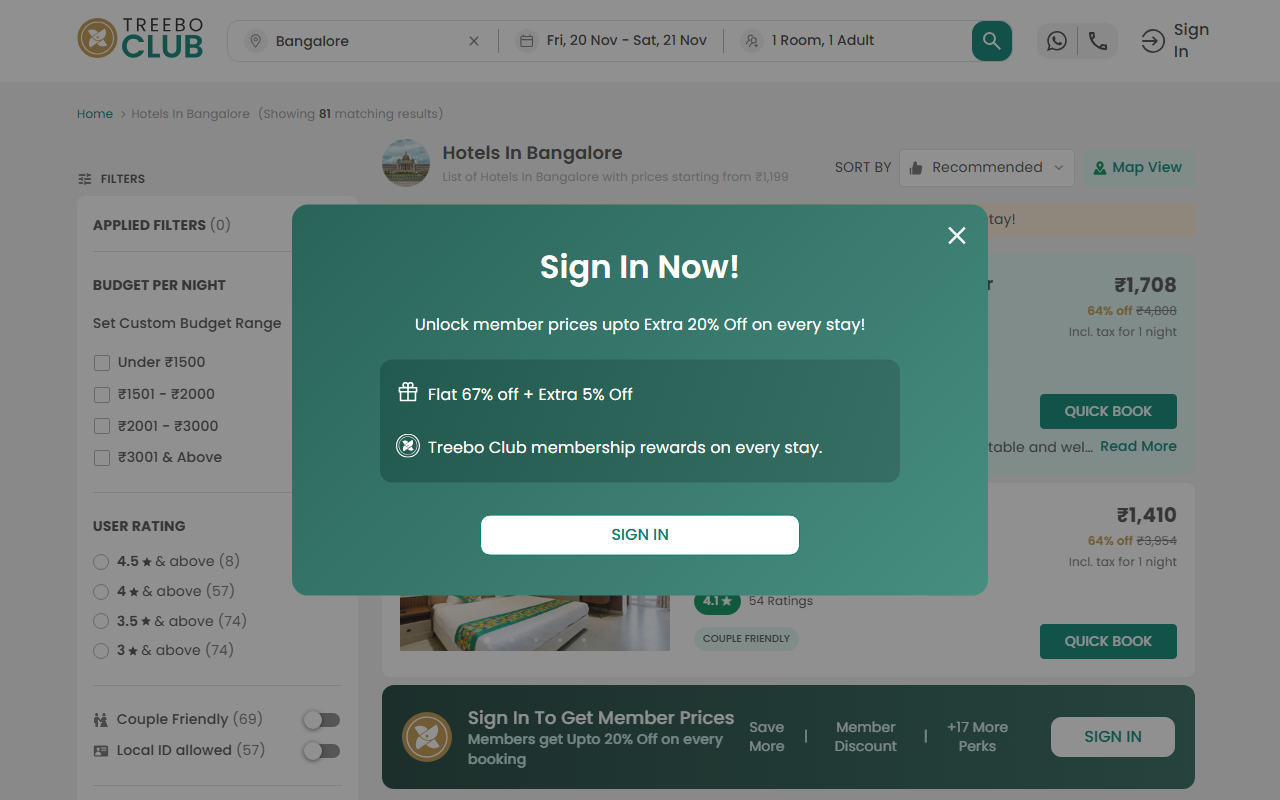 TREEBO
CLUB
Bangalore
Fri, 20 Nov - Sat, 21 Nov
1 Room, 1 Adult
Sign
In
Home > Hotels In Bangalore (Showing 81 matching results)
Hotels In Bangalore
List of Hotels In Bangalore with prices starting from ₹1,199
SORT BY
Recommended
Map View
FILTERS
APPLIED FILTERS (0)
BUDGET PER NIGHT
Set Custom Budget Range
Under ₹1500
₹1501 - ₹2000
₹2001 - ₹3000
₹3001 & Above
USER RATING
4.5 ★ & above (8)
4 ★ & above (57)
3.5 ★ & above (74)
3 ★ & above (74)
Couple Friendly (69)
Local ID allowed (57)
Sign In Now!
Unlock member prices upto Extra 20% Off on every stay!
Flat 67% off + Extra 5% Off
Treebo Club membership rewards on every stay.
SIGN IN
tay!
₹1,708
64% off ₹4,808
Incl. tax for 1 night
QUICK BOOK
table and wel... Read More
₹1,410
64% off ₹3,954
Incl. tax for 1 night
4.1 ★ 54 Ratings
COUPLE FRIENDLY
QUICK BOOK
Sign In To Get Member Prices
Members get Upto 20% Off on every
booking
Save
More
|
Member
Discount
|
+17 More
Perks
SIGN IN